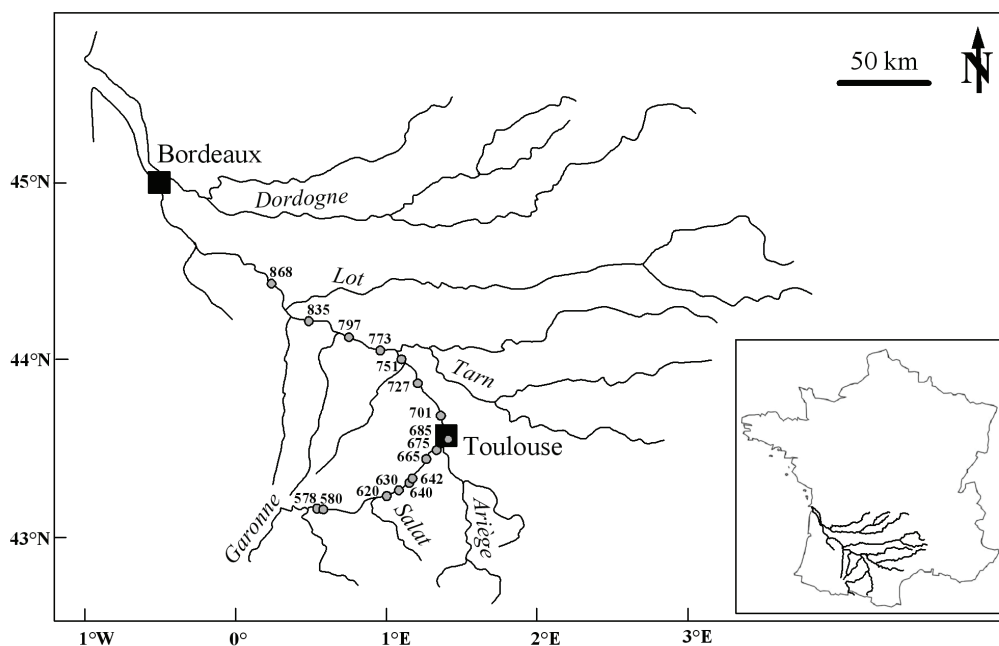 50 km
N
Bordeaux
45°N
Dordogne
868
Lot
835
797
773
44°N
751
Tarn
727
701
685
Toulouse
675
665
630
642
578
580
620
640
Garonne
Salat
Ariège
43°N
1°W
0°
1°E
2°E
3°E